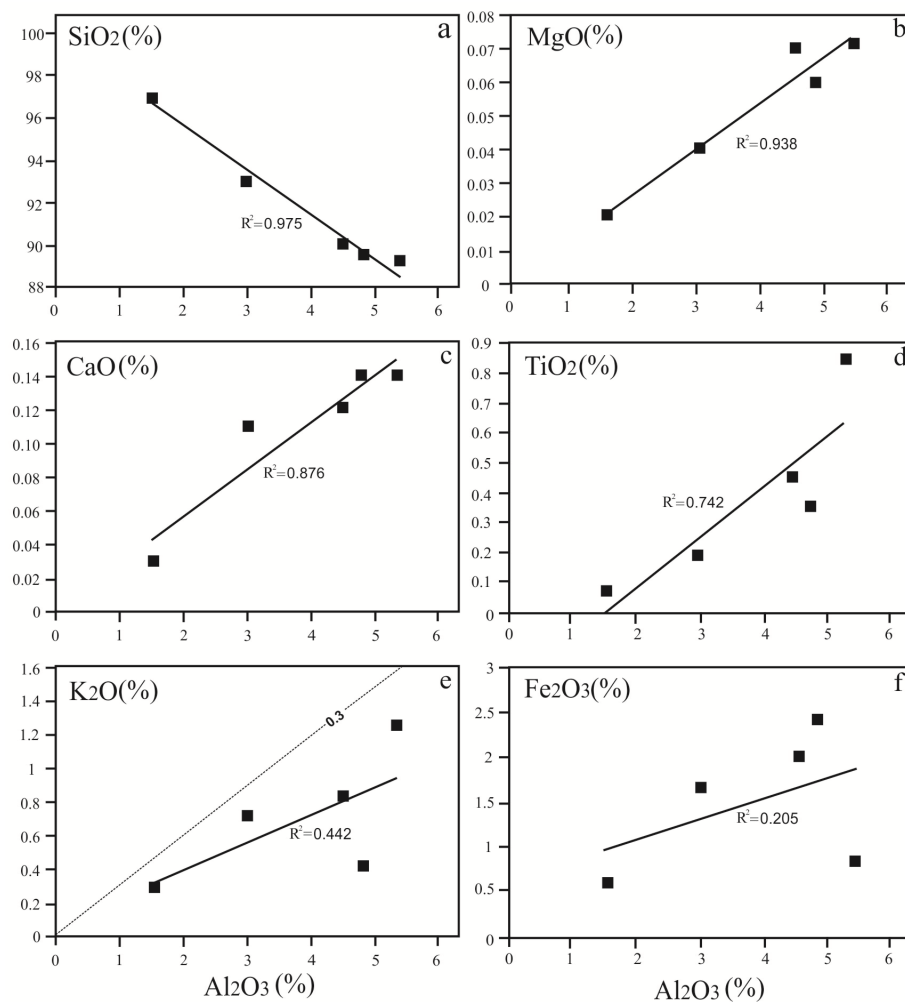 SiO2(%) a
100
98
96
94
92
90
88
R²=0.975
0 1 2 3 4 5 6
MgO(%) b
0.08
0.07
0.06
0.05
0.04
0.03
0.02
0.01
0
R²=0.938
0 1 2 3 4 5 6
CaO(%) c
0.16
0.14
0.12
0.10
0.08
0.06
0.04
0.02
0
R²=0.876
0 1 2 3 4 5 6
TiO2(%) d
0.9
0.8
0.7
0.6
0.5
0.4
0.3
0.2
0.1
0
R²=0.742
0 1 2 3 4 5 6
K2O(%) e
1.6
1.4
1.2
1
0.8
0.6
0.4
0.2
0
0.3
R²=0.442
0 1 2 3 4 5 6
Al2O3 (%)
Fe2O3(%) f
3
2.5
2
1.5
1
0.5
0
R²=0.205
0 1 2 3 4 5 6
Al2O3 (%)